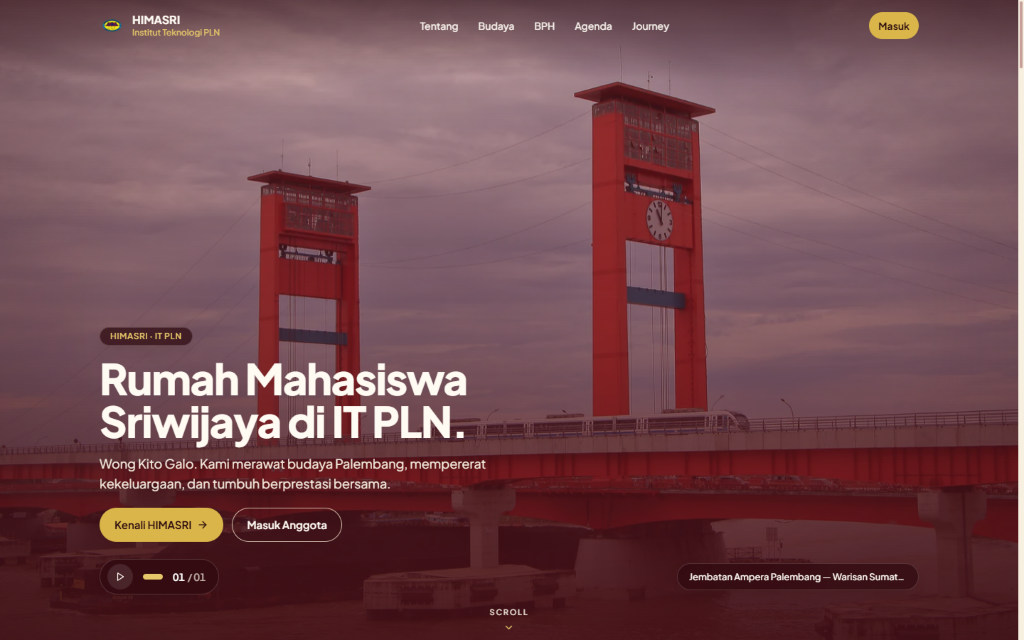 HIMASRI
Institut Teknologi PLN
Tentang
Budaya
BPH
Agenda
Journey
Masuk
HIMASRI · IT PLN
Rumah Mahasiswa
Sriwijaya di IT PLN.
Wong Kito Galo. Kami merawat budaya Palembang, mempererat
kekeluargaan, dan tumbuh berprestasi bersama.
Kenali HIMASRI →
Masuk Anggota
01 / 01
Jembatan Ampera Palembang — Warisan Sumat...
SCROLL